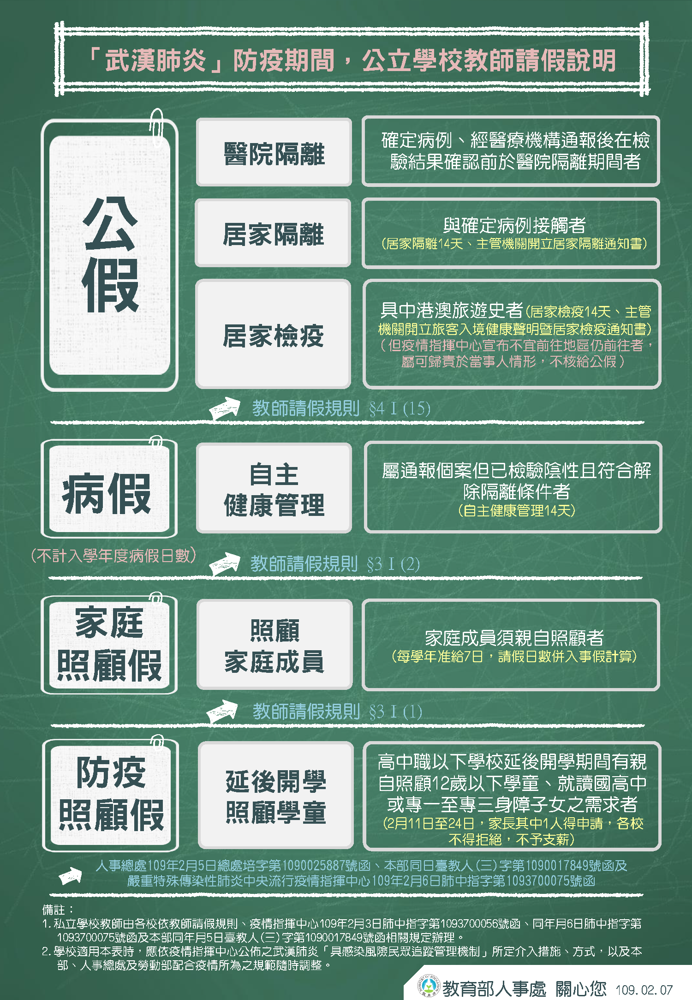 「武漢肺炎」防疫期間，公立學校教師請假說明
公
假
醫院隔離
確定病例、經醫療機構通報後在檢
驗結果確認前於醫院隔離期間者
居家隔離
與確定病例接觸者
(居家隔離14天、主管機關開立居家隔離通知書)
居家檢疫
具中港澳旅遊史者(居家檢疫14天、主管
機關開立旅客入境健康聲明暨居家檢疫通知書)
(但疫情指揮中心宣布不宜前往地區仍前往者，
屬可歸責於當事人情形，不核給公假)
教師請假規則 §4 I (15)
病假
自主
健康管理
屬通報個案但已檢驗陰性且符合解
除隔離條件者
(自主健康管理14天)
(不計入學年度病假日數)
教師請假規則 §3 I (2)
家庭
照顧假
照顧
家庭成員
家庭成員須親自照顧者
(每學年准給7日，請假日數併入事假計算)
教師請假規則 §3 I (1)
防疫
照顧假
延後開學
照顧學童
高中職以下學校延後開學期間有親
自照顧12歲以下學童、就讀國高中
或專一至專三身障子女之需求者
(2月11日至24日，家長其中1人得申請，各校
不得拒絕，不予支薪)
人事總處109年2月5日總處培字第1090025887號函、本部同日臺教人(三)字第1090017849號函及
嚴重特殊傳染性肺炎中央流行疫情指揮中心109年2月6日肺中指字第1093700075號函
備註：
1.私立學校教師由各校依教師請假規則、疫情指揮中心109年2月3日肺中指字第1093700056號函、同年月6日肺中指字第
1093700075號函及本部同年月5日臺教人(三)字第1090017849號函相關規定辦理。
2.學校適用本表時，應依疫情指揮中心公佈之武漢肺炎「具感染風險民眾追蹤管理機制」所定介入措施、方式，以及本
部、人事總處及勞動部配合疫情所為之規範隨時調整。
MINISTRY OF EDUCATION
教育部
教育部人事處 關心您 109.02.07